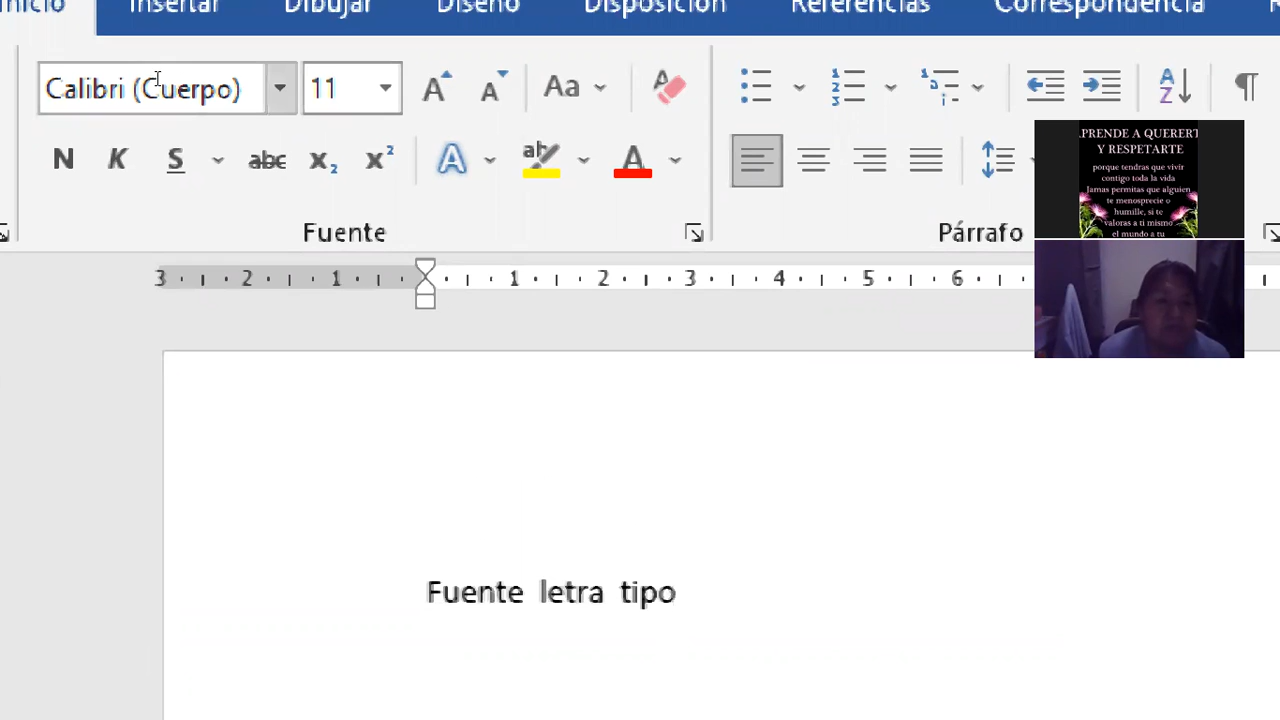 Inicio Insertar Dibujar Diseño Disposición Referencias Correspondencia
Calibri (Cuerpo) 11 A A Aa A
N K S abc x₂ x² A ab A
Fuente Párrafo
3 2 1 1 2 3 4 5 6
Fuente letra tipo
APRENDE A QUERERT
Y RESPETARTE
porque tendras que vivir
contigo toda la vida
Jamas permitas que alguien
te menosprecie o
humille, si te
valoras a ti mismo
el mundo a tu